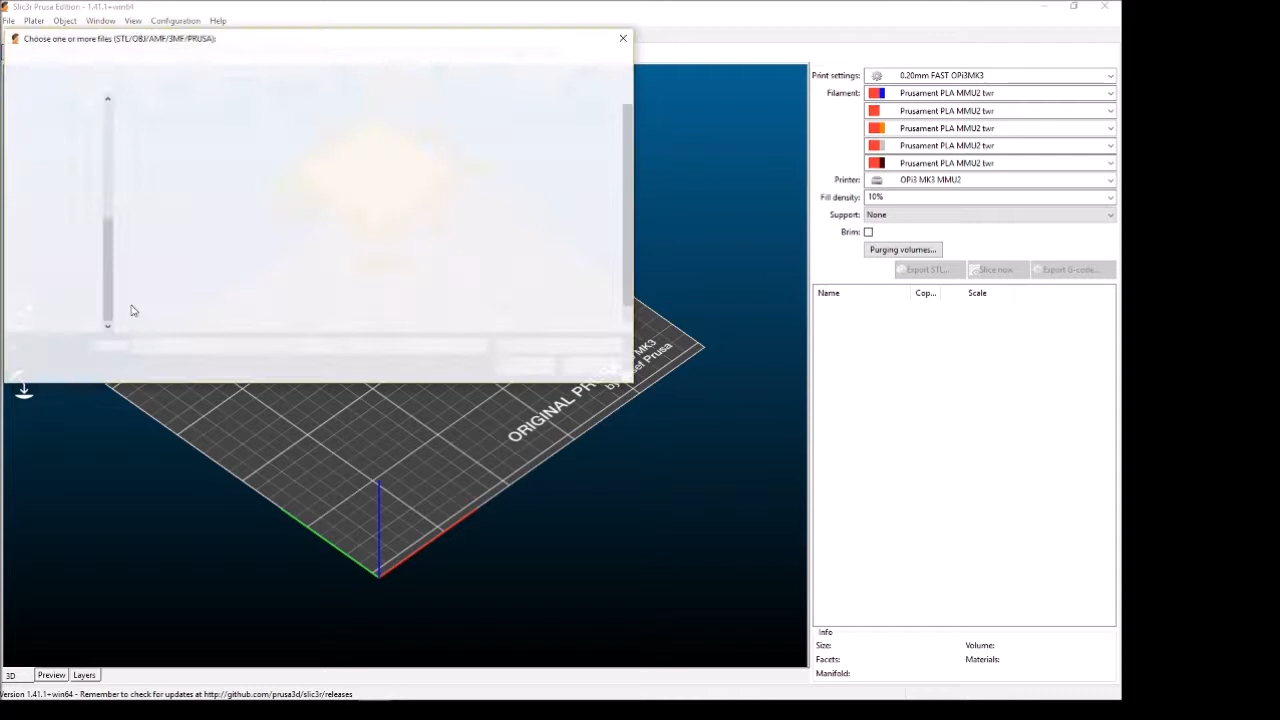 Slic3r Prusa Edition - 1.41.1+win64
File Plater Object Window View Settings Configuration Help
Choose one or more files (STL/OBJ/AMF/3MF/PRUSA):
Print settings: 0.20mm FAST OPi3MK3
Filament: Prusament PLA MMU2 twr
Prusament PLA MMU2 twr
Prusament PLA MMU2 twr
Prusament PLA MMU2 twr
Prusament PLA MMU2 twr
Printer: OPi3 MK3 MMU2
Fill density: 10%
Support: None
Brim:
Purging volumes...
Export STL... Slice now Export G-code...
Name Cop... Scale
MK3
ORIGINAL
Info
Size: Volume:
Facets: Materials:
Manifold:
3D Preview Layers
Version 1.41.1+win64 - Remember to check for updates at http://github.com/prusa3d/slic3r/releases